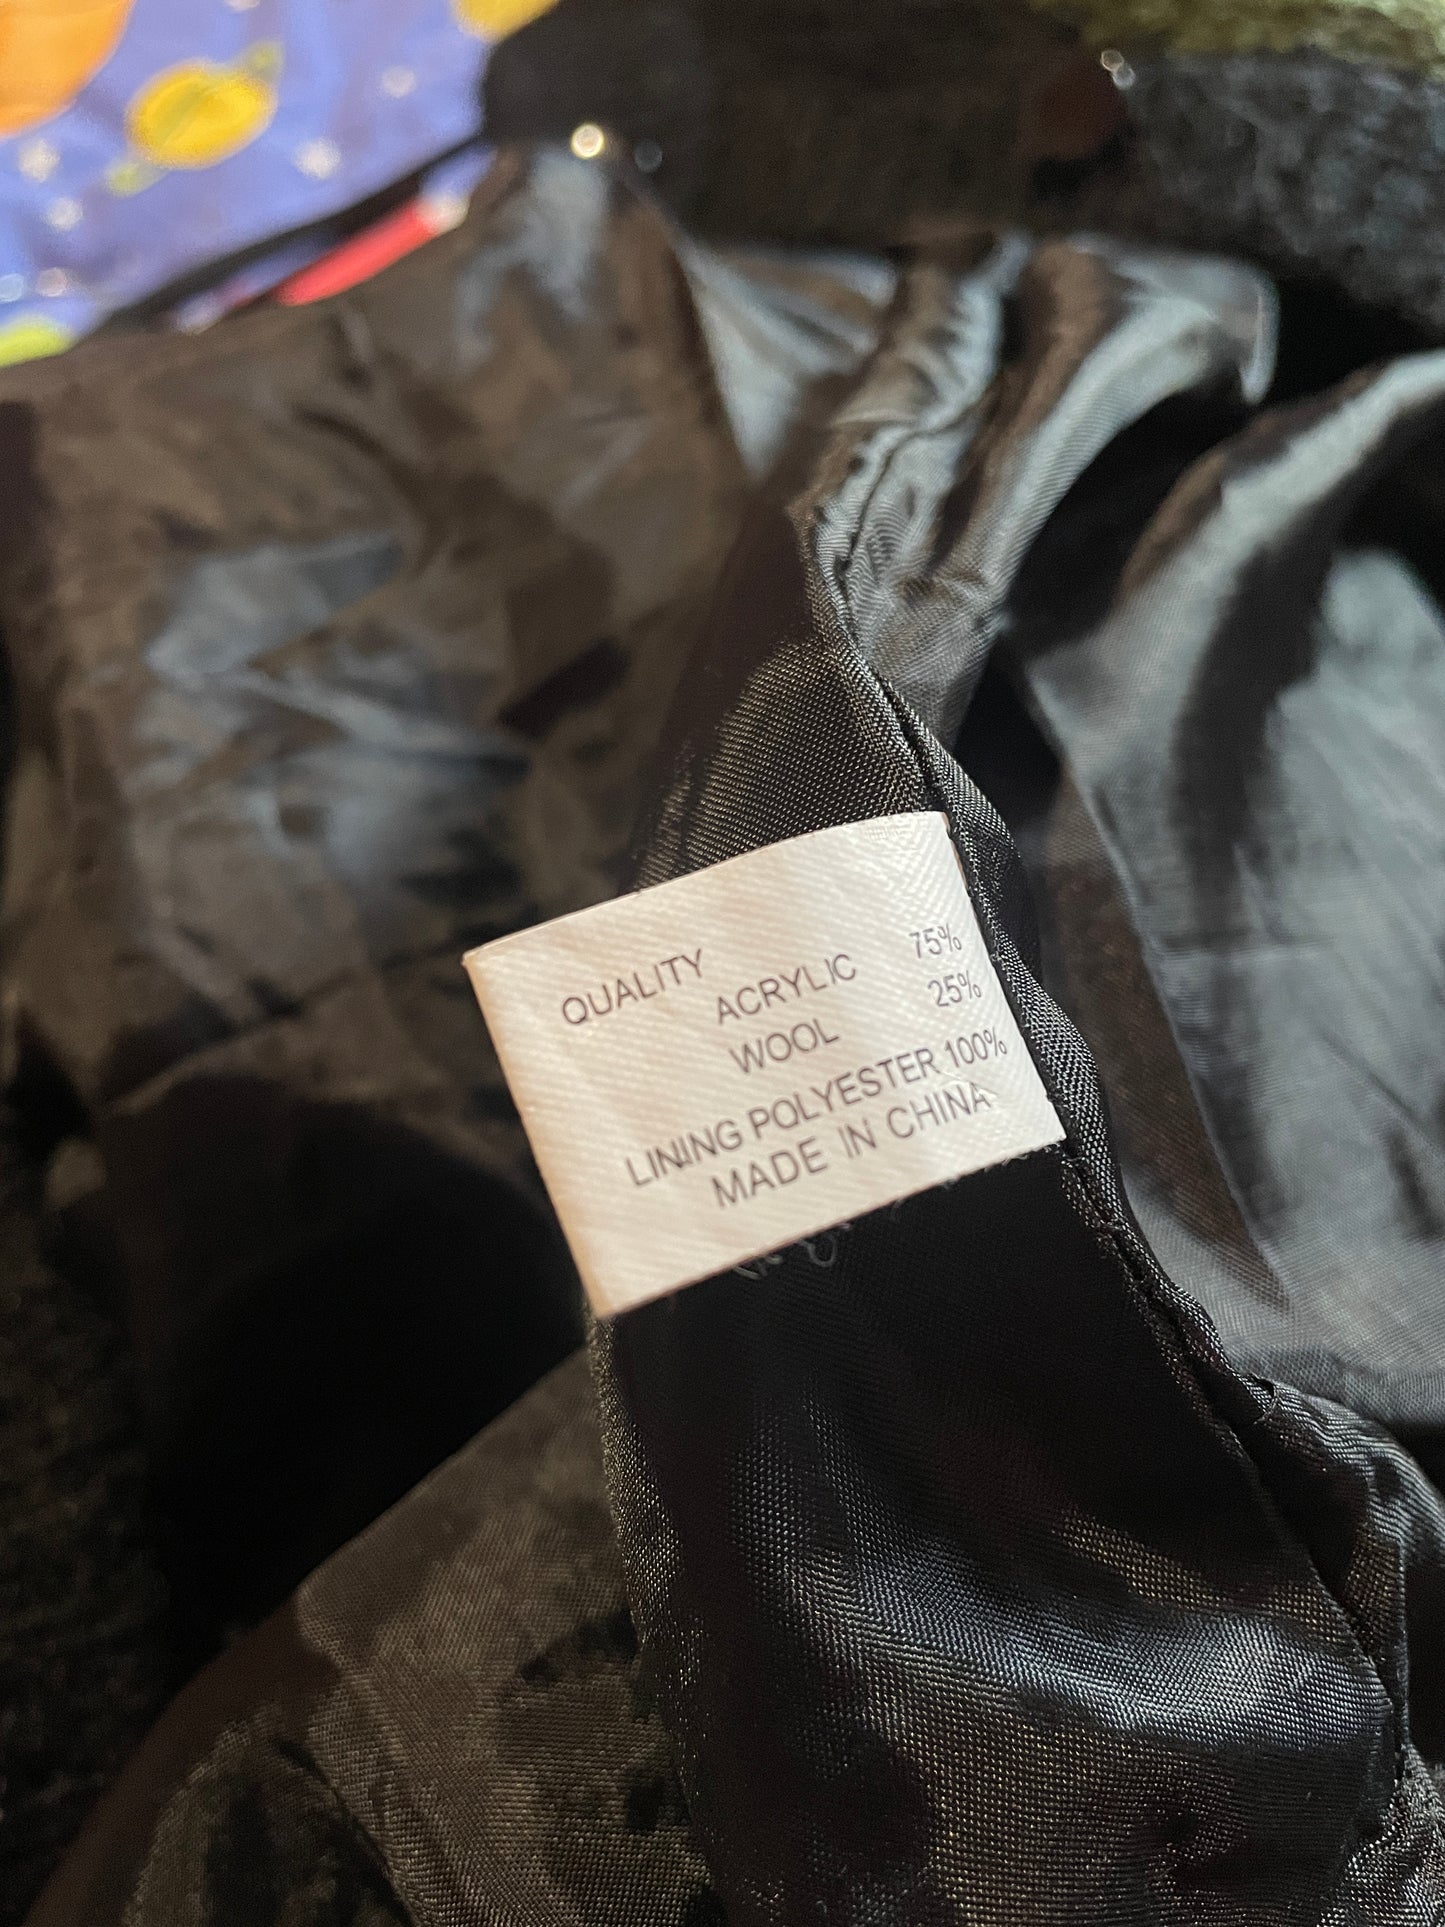 QUALITY
ACRYLIC 75%
WOOL 25%
LINING POLYESTER 100%
MADE IN CHINA